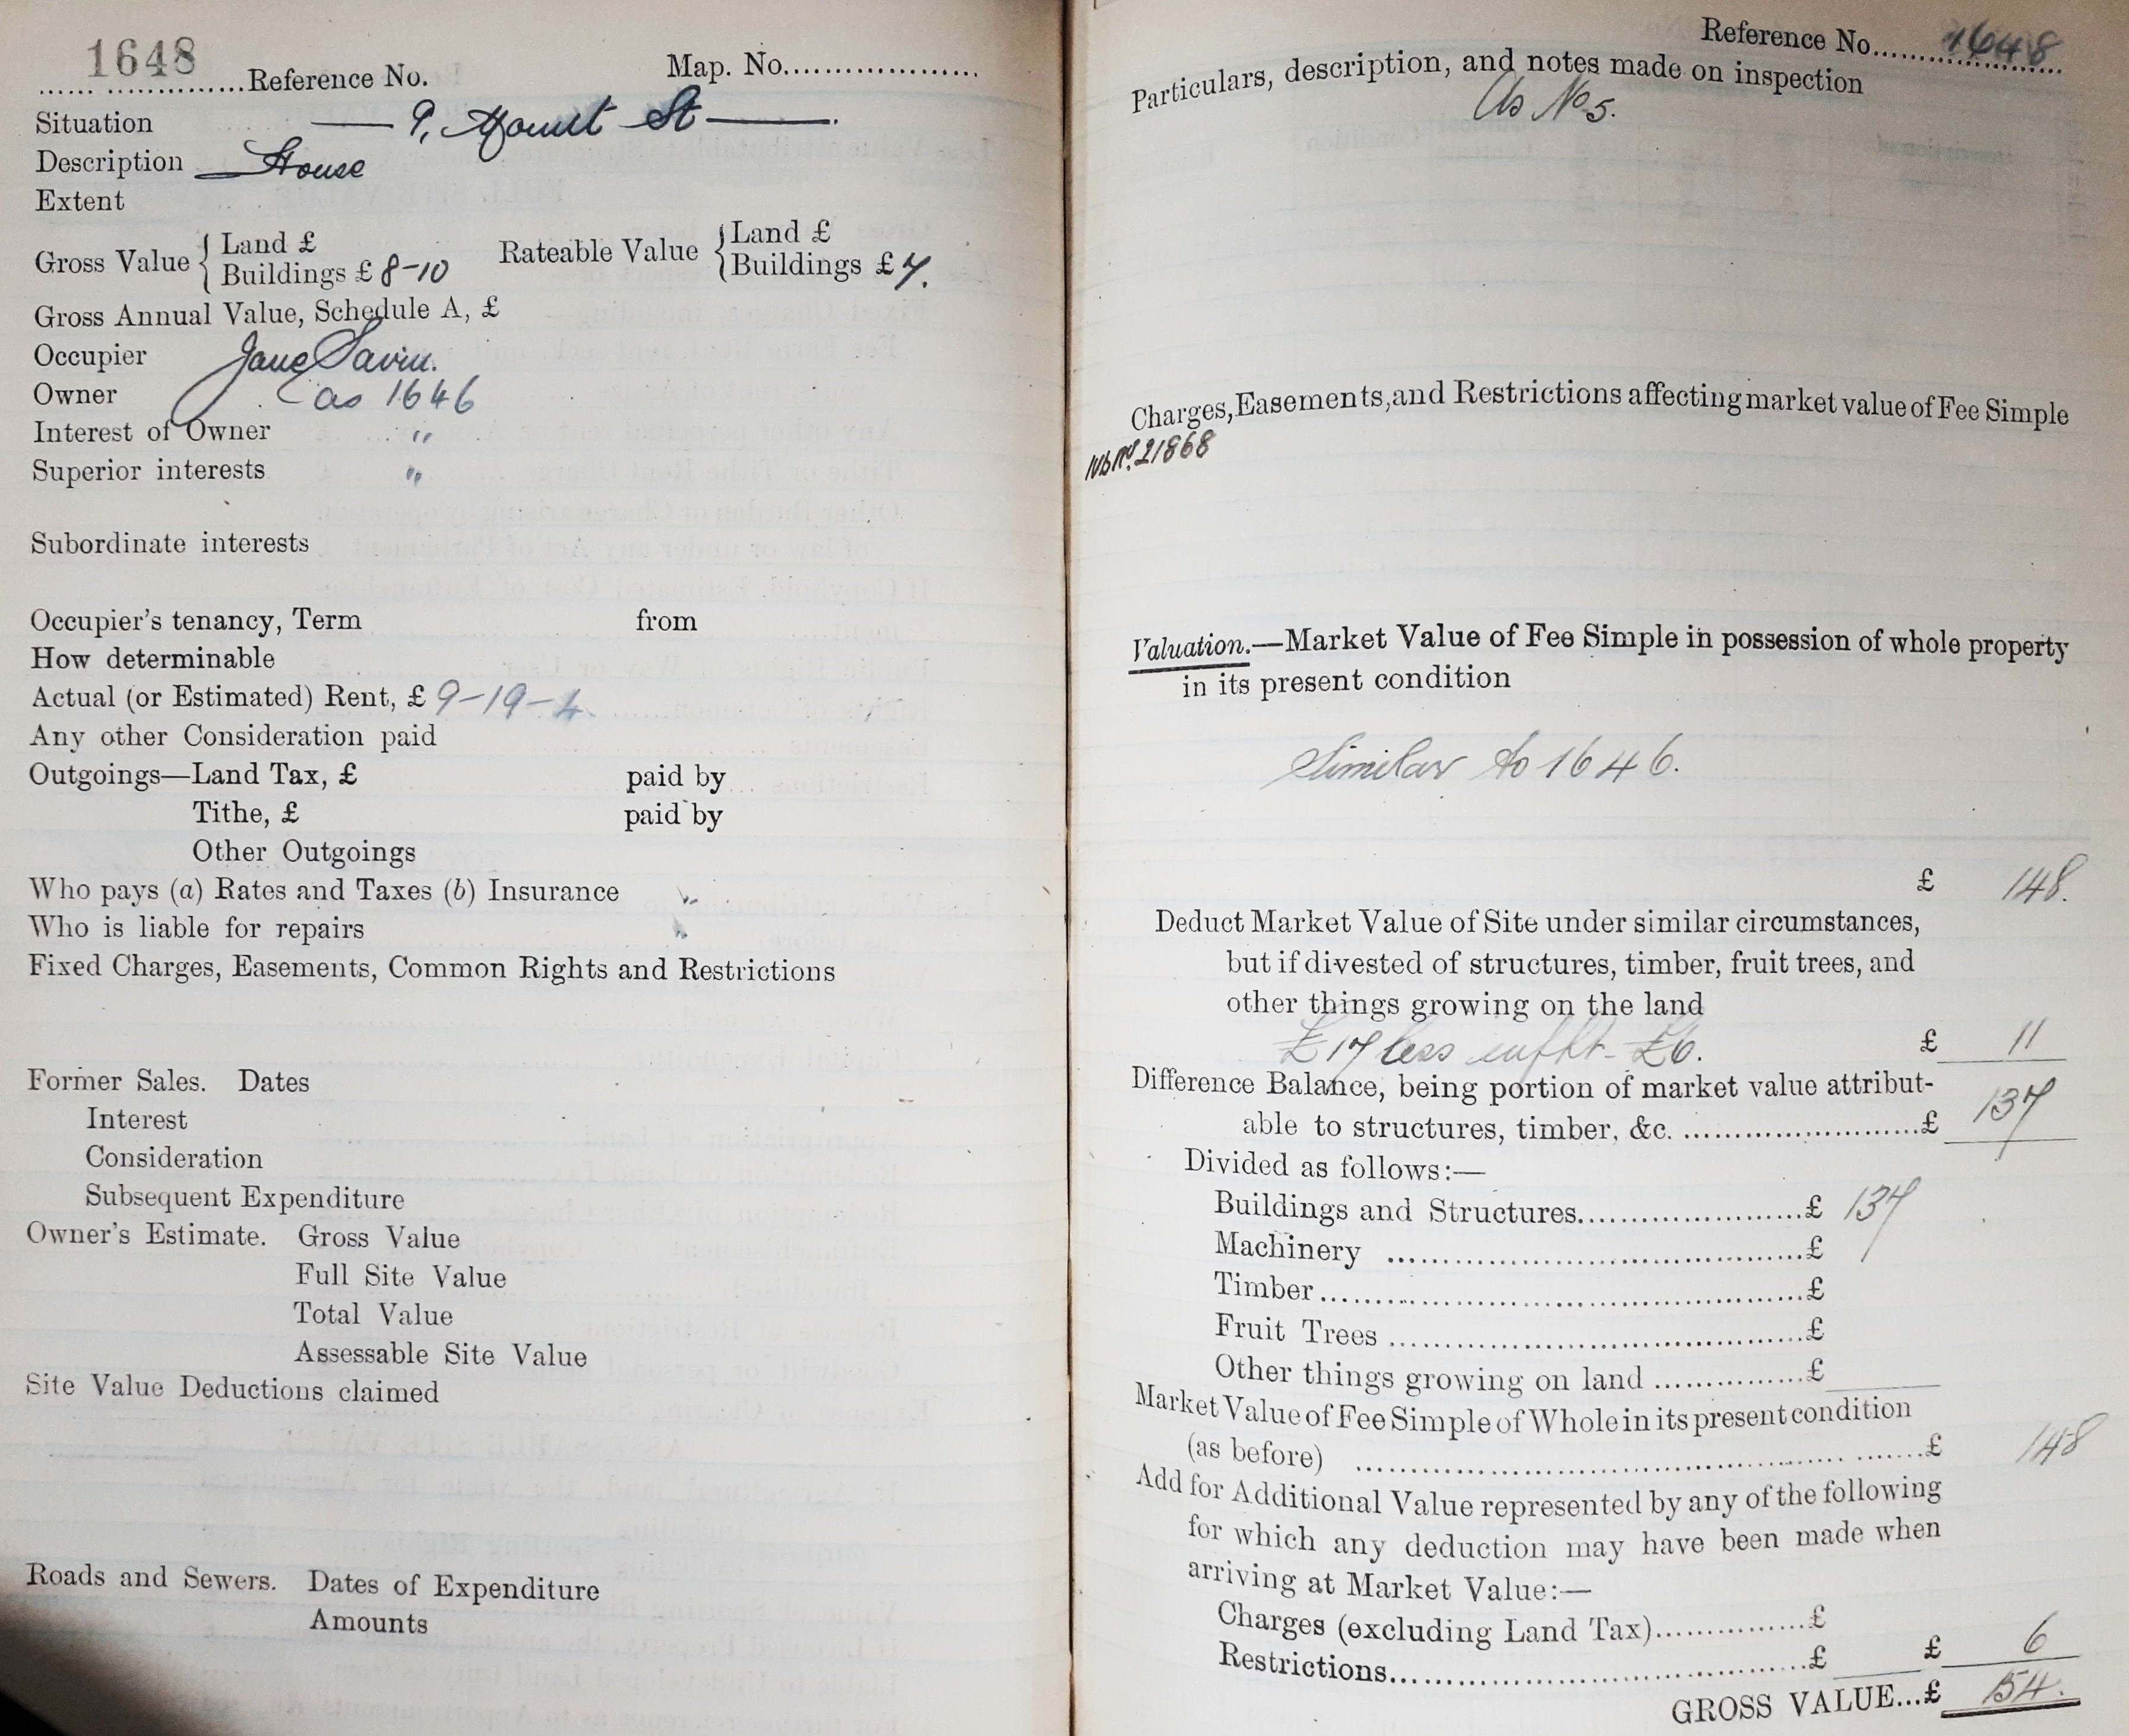 1648
...... ...............Reference No. Map. No....................
Situation — 9, Mount St —.
Description House
Extent
Gross Value { Land £ Rateable Value { Land £
Buildings £ 8-10 Buildings £ 7.
Gross Annual Value, Schedule A, £
Occupier Jane Savin.
Owner as 1646
Interest of Owner "
Superior interests "
Subordinate interests
Occupier's tenancy, Term from
How determinable
Actual (or Estimated) Rent, £ 9-19-4
Any other Consideration paid
Outgoings—Land Tax, £ paid by
Tithe, £ paid by
Other Outgoings
Who pays (a) Rates and Taxes (b) Insurance
Who is liable for repairs
Fixed Charges, Easements, Common Rights and Restrictions
Former Sales. Dates
Interest
Consideration
Subsequent Expenditure
Owner's Estimate. Gross Value
Full Site Value
Total Value
Assessable Site Value
Site Value Deductions claimed
Roads and Sewers. Dates of Expenditure
Amounts
Reference No. 1648
Particulars, description, and notes made on inspection
As No 5.
Charges, Easements, and Restrictions affecting market value of Fee Simple
21868
Valuation.—Market Value of Fee Simple in possession of whole property
in its present condition
Similar to 1646.
£ 148.
Deduct Market Value of Site under similar circumstances,
but if divested of structures, timber, fruit trees, and
other things growing on the land
£17 less £6. £ 11
Difference Balance, being portion of market value attribut-
able to structures, timber, &c. ........................£ 137
Divided as follows:—
Buildings and Structures......................£ 137
Machinery ........................................£
Timber..............................................£
Fruit Trees ......................................£
Other things growing on land ..............£
Market Value of Fee Simple of Whole in its present condition
(as before) ........................................£ 148
Add for Additional Value represented by any of the following
for which any deduction may have been made when
arriving at Market Value:—
Charges (excluding Land Tax)..............£
Restrictions........................................£ £ 6
GROSS VALUE...£ 154.